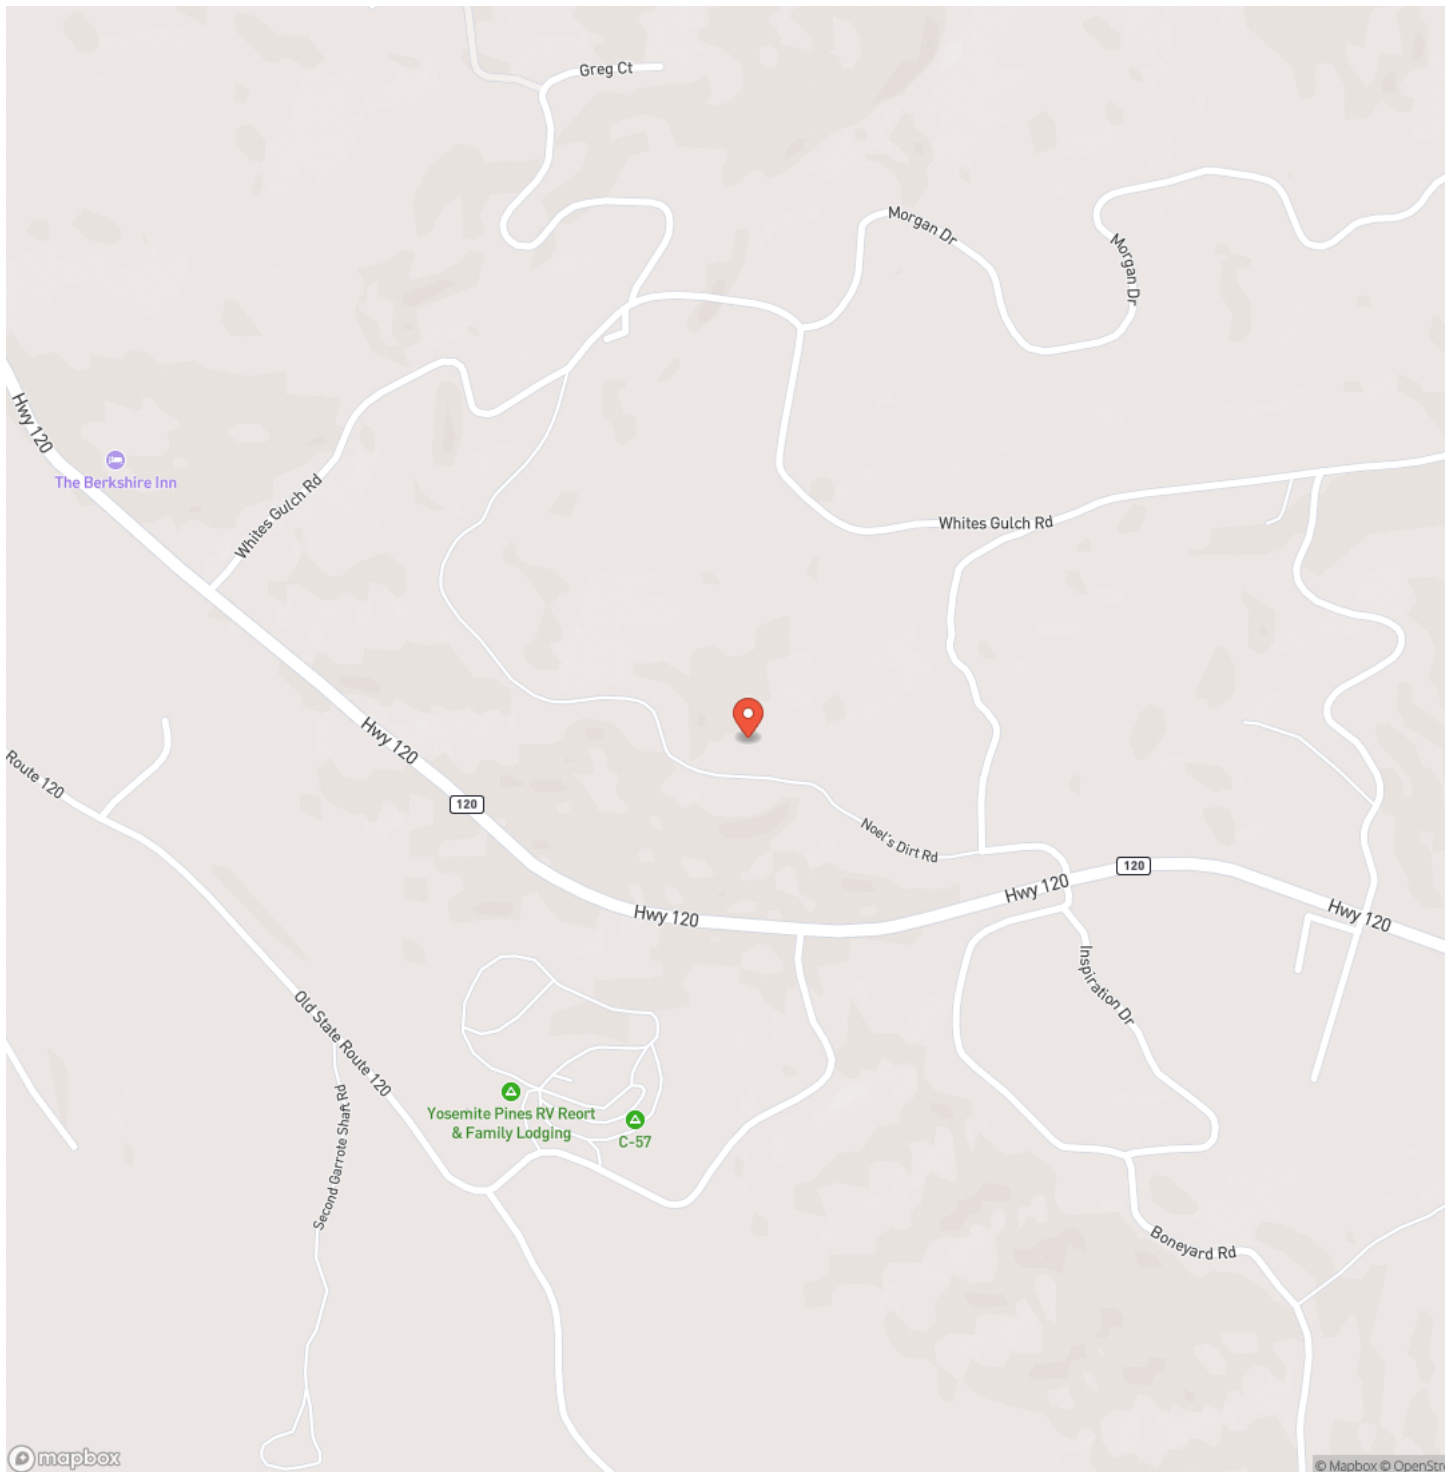 Greg Ct
Morgan Dr
Morgan Dr
Hwy 120
The Berkshire Inn
Whites Gulch Rd
Whites Gulch Rd
Hwy 120
Route 120
120
Noel's Dirt Rd
120
Hwy 120
Hwy 120
Hwy 120
Inspiration Dr
Old State Route 120
Second Garrote Shaft Rd
Yosemite Pines RV Reort
& Family Lodging
C-57
Boneyard Rd
mapbox
© Mapbox © OpenStre